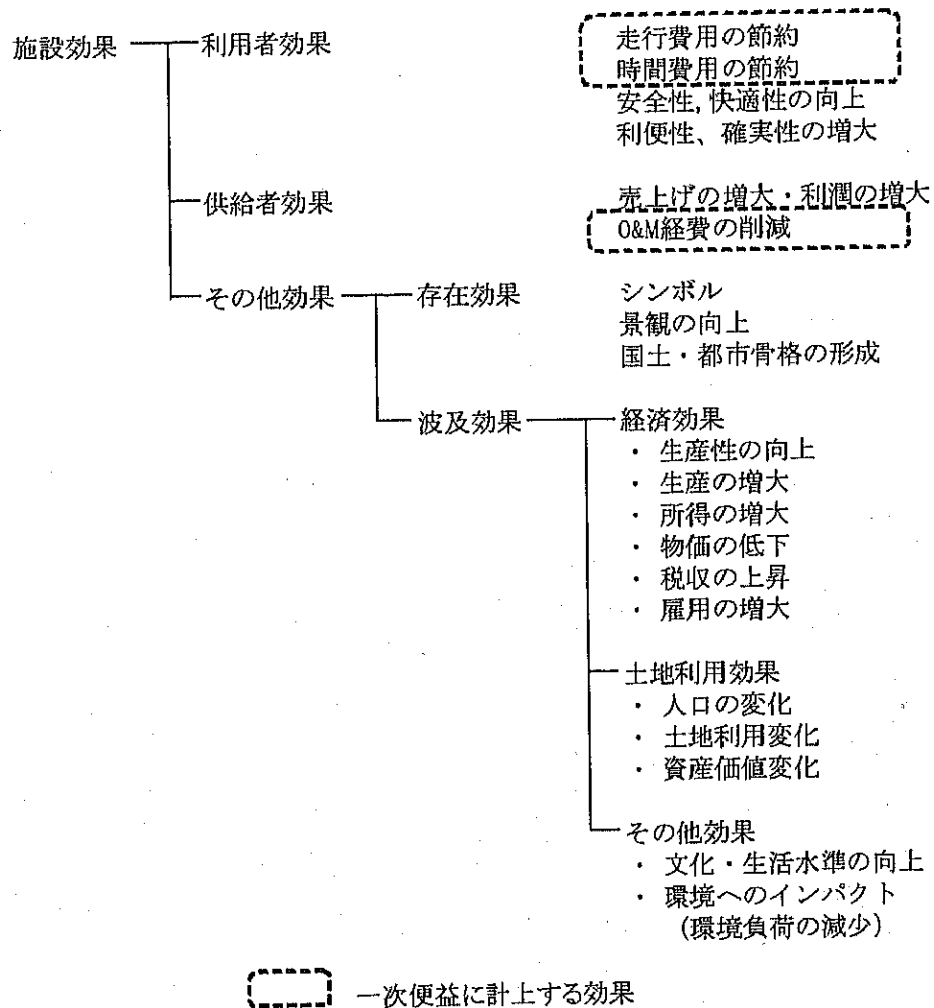 施設効果
利用者効果
走行費用の節約
時間費用の節約
安全性, 快適性の向上
利便性、確実性の増大
供給者効果
売上げの増大・利潤の増大
O&M経費の削減
その他効果
存在効果
シンボル
景観の向上
国土・都市骨格の形成
波及効果
経済効果
・ 生産性の向上
・ 生産の増大
・ 所得の増大
・ 物価の低下
・ 税収の上昇
・ 雇用の増大
土地利用効果
・ 人口の変化
・ 土地利用変化
・ 資産価値変化
その他効果
・ 文化・生活水準の向上
・ 環境へのインパクト
(環境負荷の減少)
一次便益に計上する効果